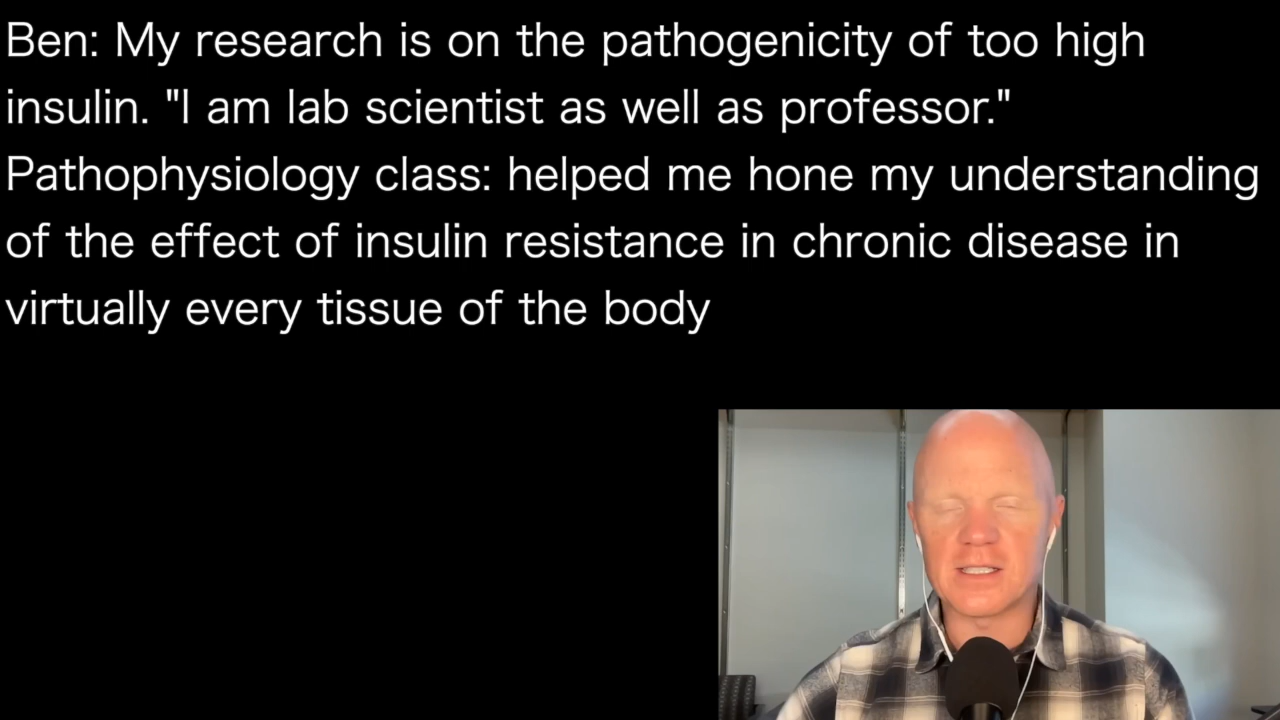 Ben: My research is on the pathogenicity of too high
insulin. "I am lab scientist as well as professor."
Pathophysiology class: helped me hone my understanding
of the effect of insulin resistance in chronic disease in
virtually every tissue of the body